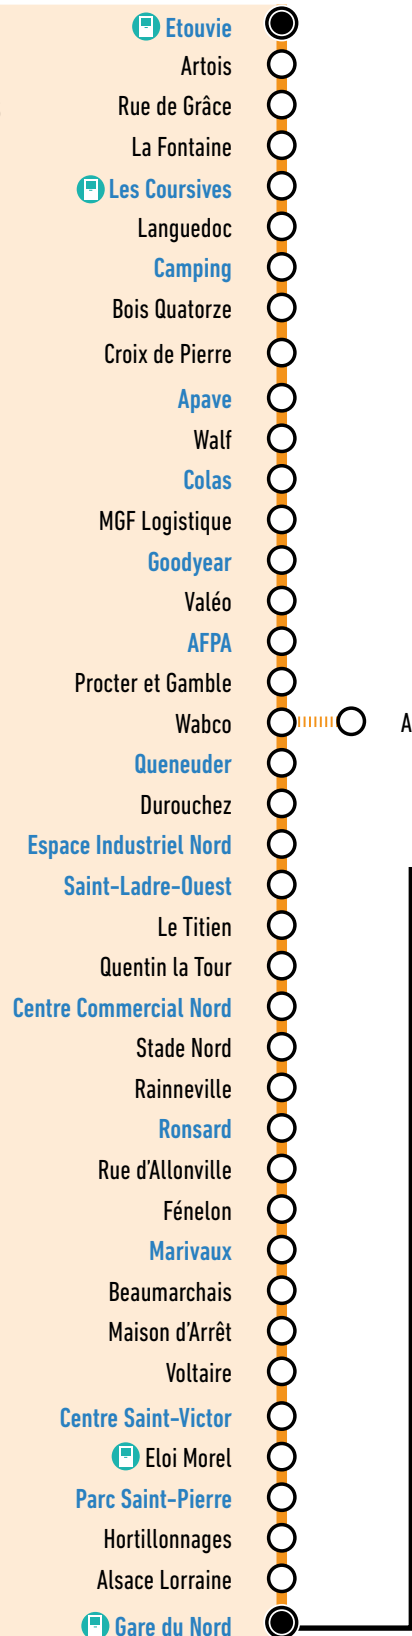 Etouvie
Artois
Rue de Grâce
La Fontaine
Les Coursives
Languedoc
Camping
Bois Quatorze
Croix de Pierre
Apave
Walf
Colas
MGF Logistique
Goodyear
Valéo
AFPA
Procter et Gamble
Wabco A
Queneuder
Durouchez
Espace Industriel Nord
Saint-Ladre-Ouest
Le Titien
Quentin la Tour
Centre Commercial Nord
Stade Nord
Rainneville
Ronsard
Rue d'Allonville
Fénelon
Marivaux
Beaumarchais
Maison d'Arrêt
Voltaire
Centre Saint-Victor
Eloi Morel
Parc Saint-Pierre
Hortillonnages
Alsace Lorraine
Gare du Nord